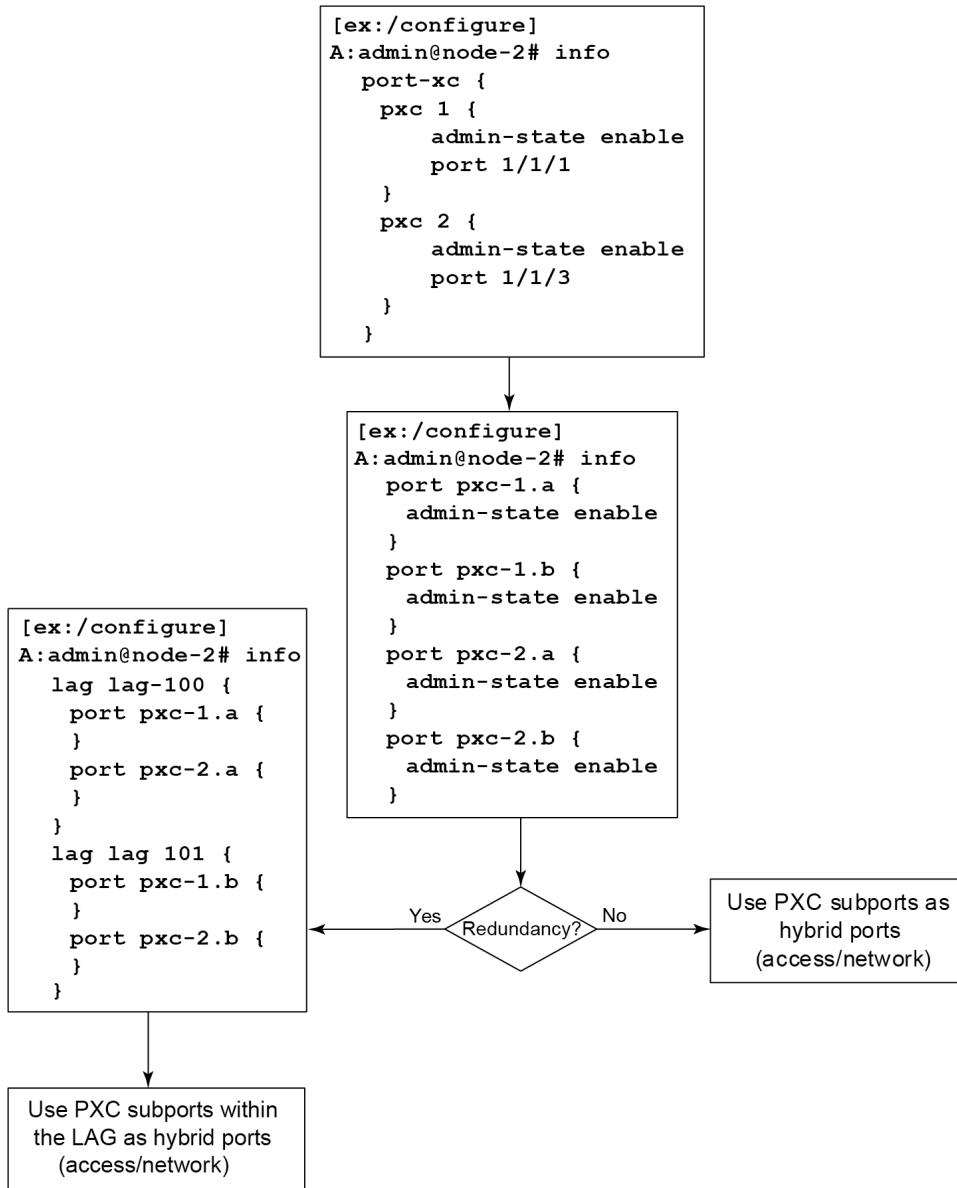 [ex:/configure]
A:admin@node-2# info
port-xc {
pxc 1 {
admin-state enable
port 1/1/1
}
pxc 2 {
admin-state enable
port 1/1/3
}
}
[ex:/configure]
A:admin@node-2# info
port pxc-1.a {
admin-state enable
}
port pxc-1.b {
admin-state enable
}
port pxc-2.a {
admin-state enable
}
port pxc-2.b {
admin-state enable
}
Redundancy?
Yes
No
[ex:/configure]
A:admin@node-2# info
lag lag-100 {
port pxc-1.a {
}
port pxc-2.a {
}
}
lag lag 101 {
port pxc-1.b {
}
port pxc-2.b {
}
}
Use PXC subports as
hybrid ports
(access/network)
Use PXC subports within
the LAG as hybrid ports
(access/network)